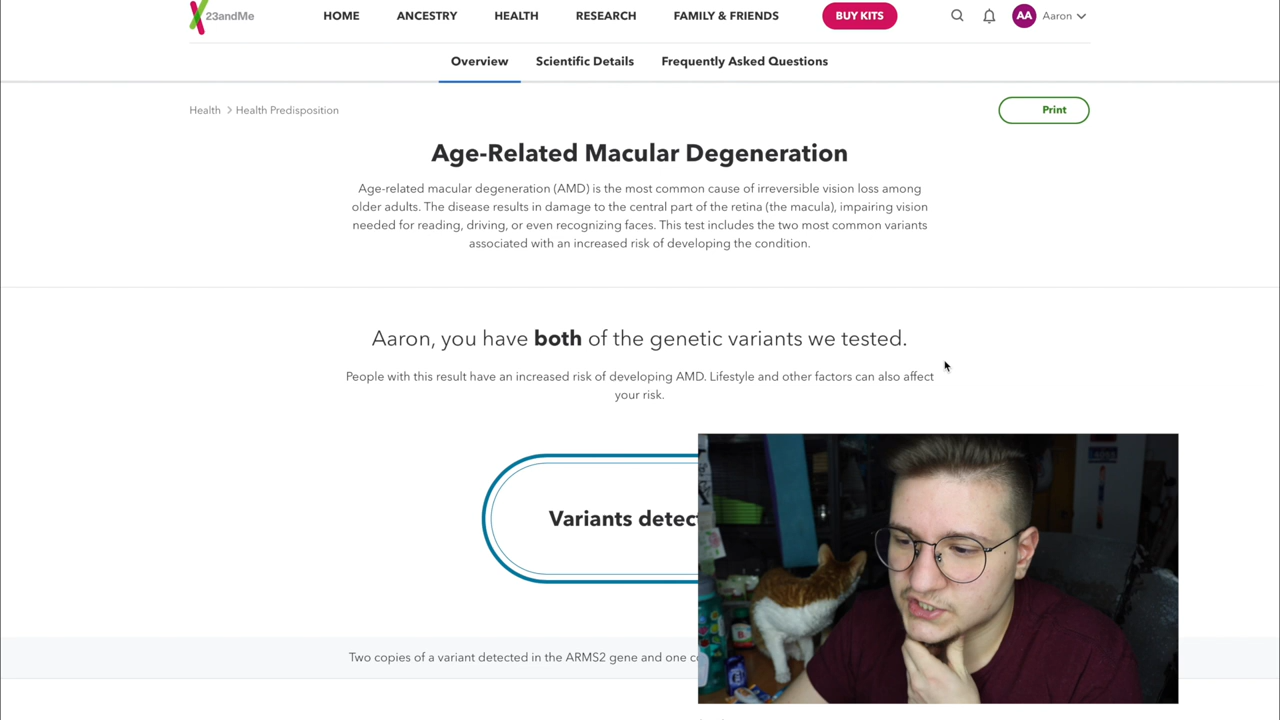 23andMe
HOME
ANCESTRY
HEALTH
RESEARCH
FAMILY & FRIENDS
BUY KITS
AA
Aaron
Overview
Scientific Details
Frequently Asked Questions
Health
Health Predisposition
Print
Age-Related Macular Degeneration
Age-related macular degeneration (AMD) is the most common cause of irreversible vision loss among
older adults. The disease results in damage to the central part of the retina (the macula), impairing vision
needed for reading, driving, or even recognizing faces. This test includes the two most common variants
associated with an increased risk of developing the condition.
Aaron, you have both of the genetic variants we tested.
People with this result have an increased risk of developing AMD. Lifestyle and other factors can also affect
your risk.
Variants detect
Two copies of a variant detected in the ARMS2 gene and one